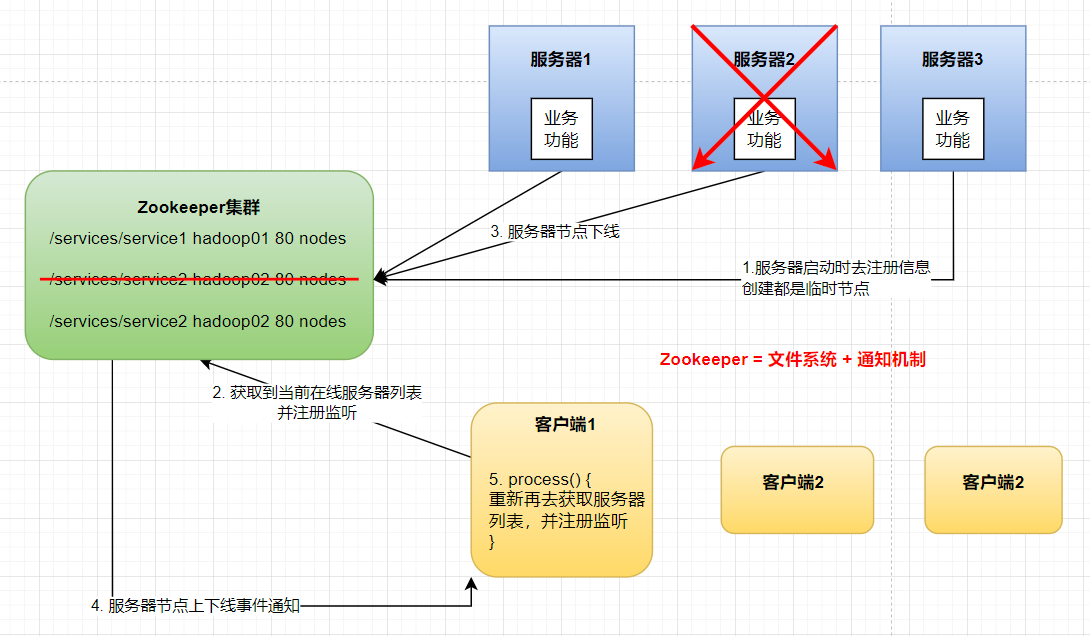 服务器1
服务器2
服务器3
业务
功能
业务
功能
业务
功能
Zookeeper集群
/services/service1 hadoop01 80 nodes
/services/service2 hadoop02 80 nodes
/services/service2 hadoop02 80 nodes
3. 服务器节点下线
1.服务器启动时去注册信息
创建都是临时节点
Zookeeper = 文件系统 + 通知机制
2. 获取到当前在线服务器列表
并注册监听
客户端1
5. process() {
重新再去获取服务器
列表，并注册监听
}
客户端2
客户端2
4. 服务器节点上下线事件通知